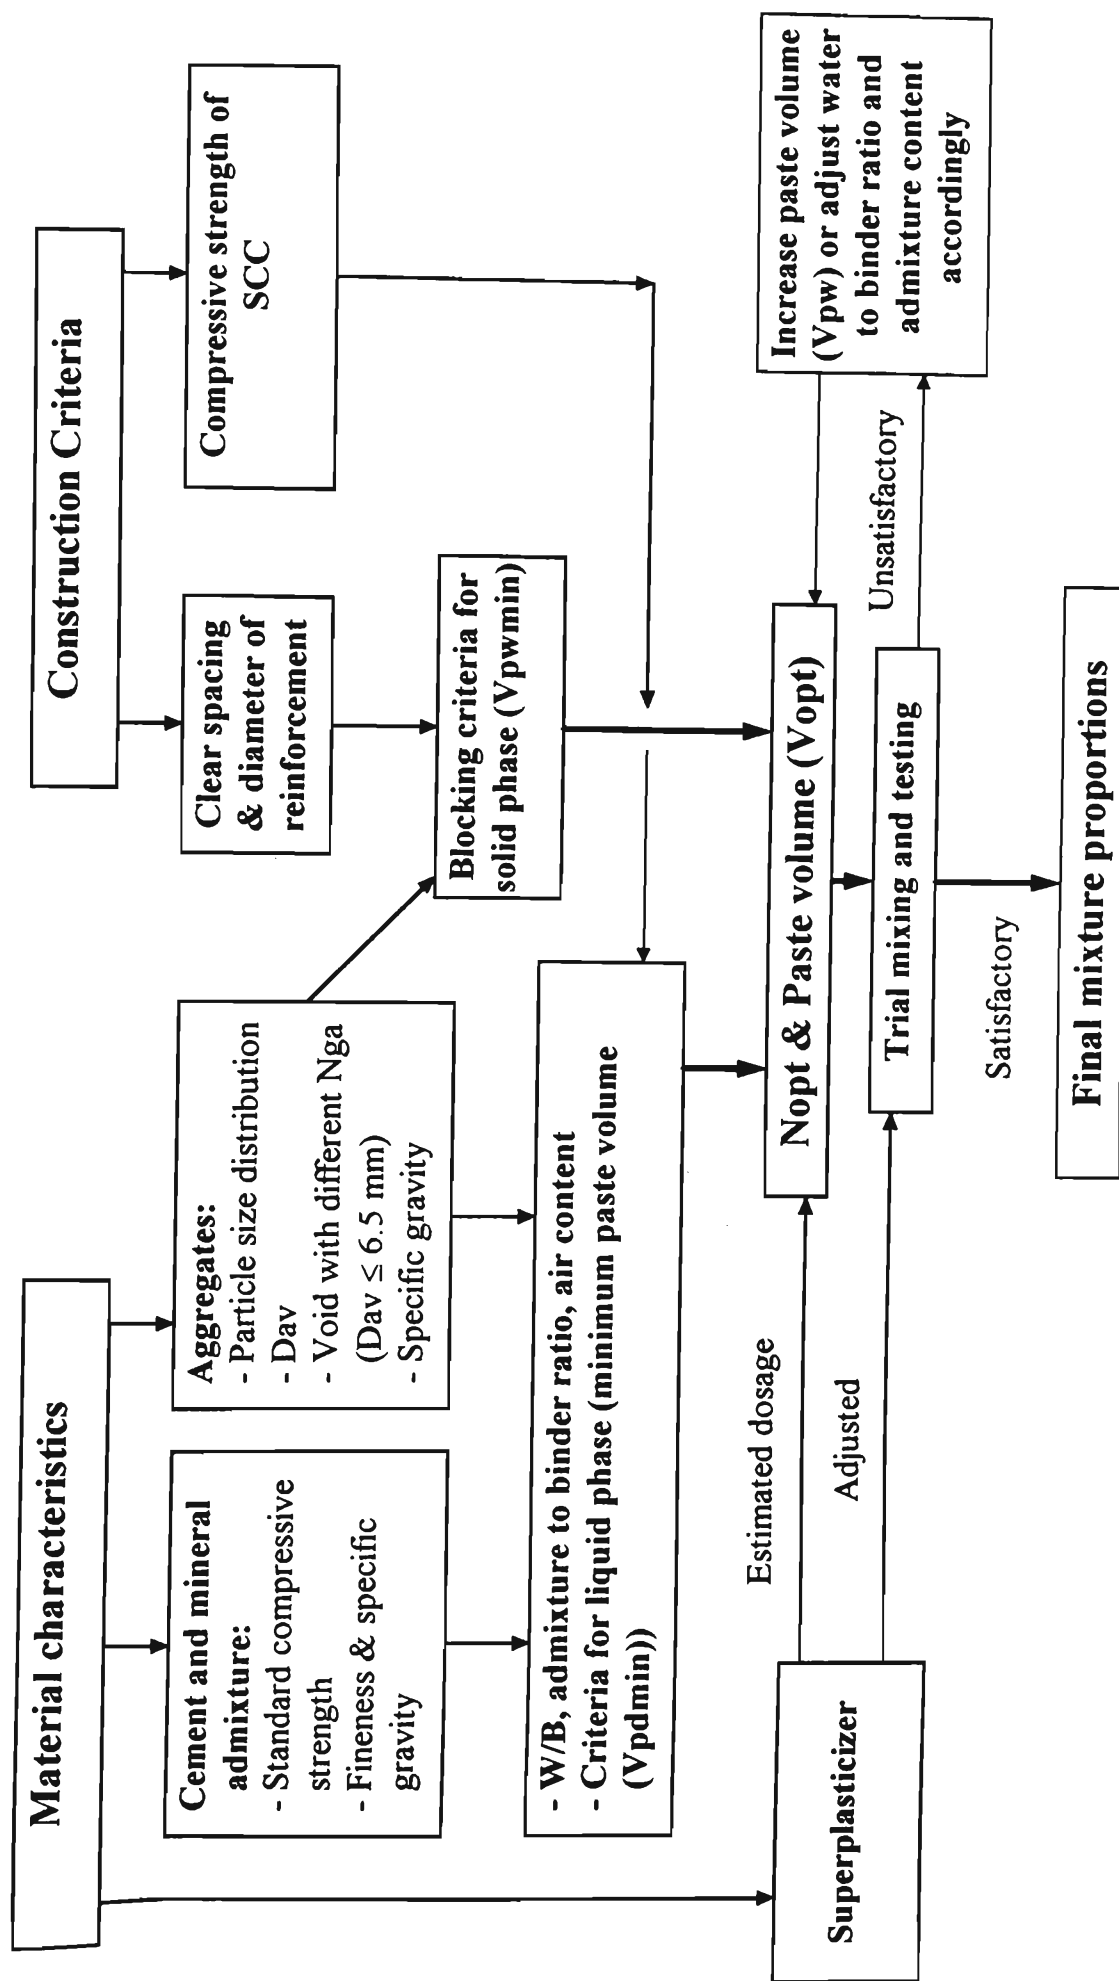 Material characteristics
Construction Criteria
Cement and mineral
admixture:
- Standard compressive
strength
- Fineness & specific
gravity
Aggregates:
- Particle size distribution
- Dav
- Void with different Nga
(Dav ≤ 6.5 mm)
- Specific gravity
Clear spacing
& diameter of
reinforcement
Compressive strength of
SCC
Blocking criteria for
solid phase (Vpwmin)
- W/B, admixture to binder ratio, air content
- Criteria for liquid phase (minimum paste volume
(Vpdmin))
Superplasticizer
Estimated dosage
Adjusted
Nopt & Paste volume (Vopt)
Increase paste volume
(Vpw) or adjust water
to binder ratio and
admixture content
accordingly
Trial mixing and testing
Unsatisfactory
Satisfactory
Final mixture proportions